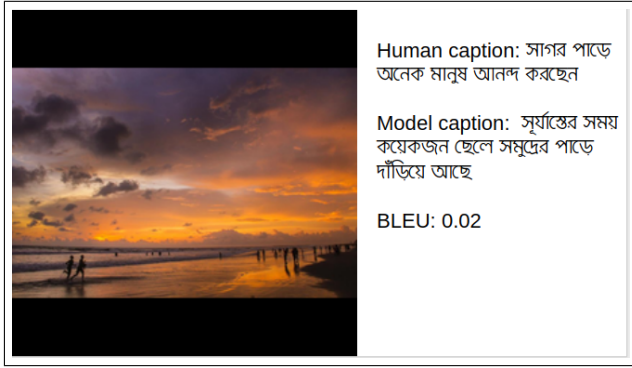 Human caption: সাগর পাড়ে
অনেক মানুষ আনন্দ করছেন
Model caption: সূর্যাস্তের সময়
কয়েকজন ছেলে সমুদ্রের পাড়ে
দাঁড়িয়ে আছে
BLEU: 0.02